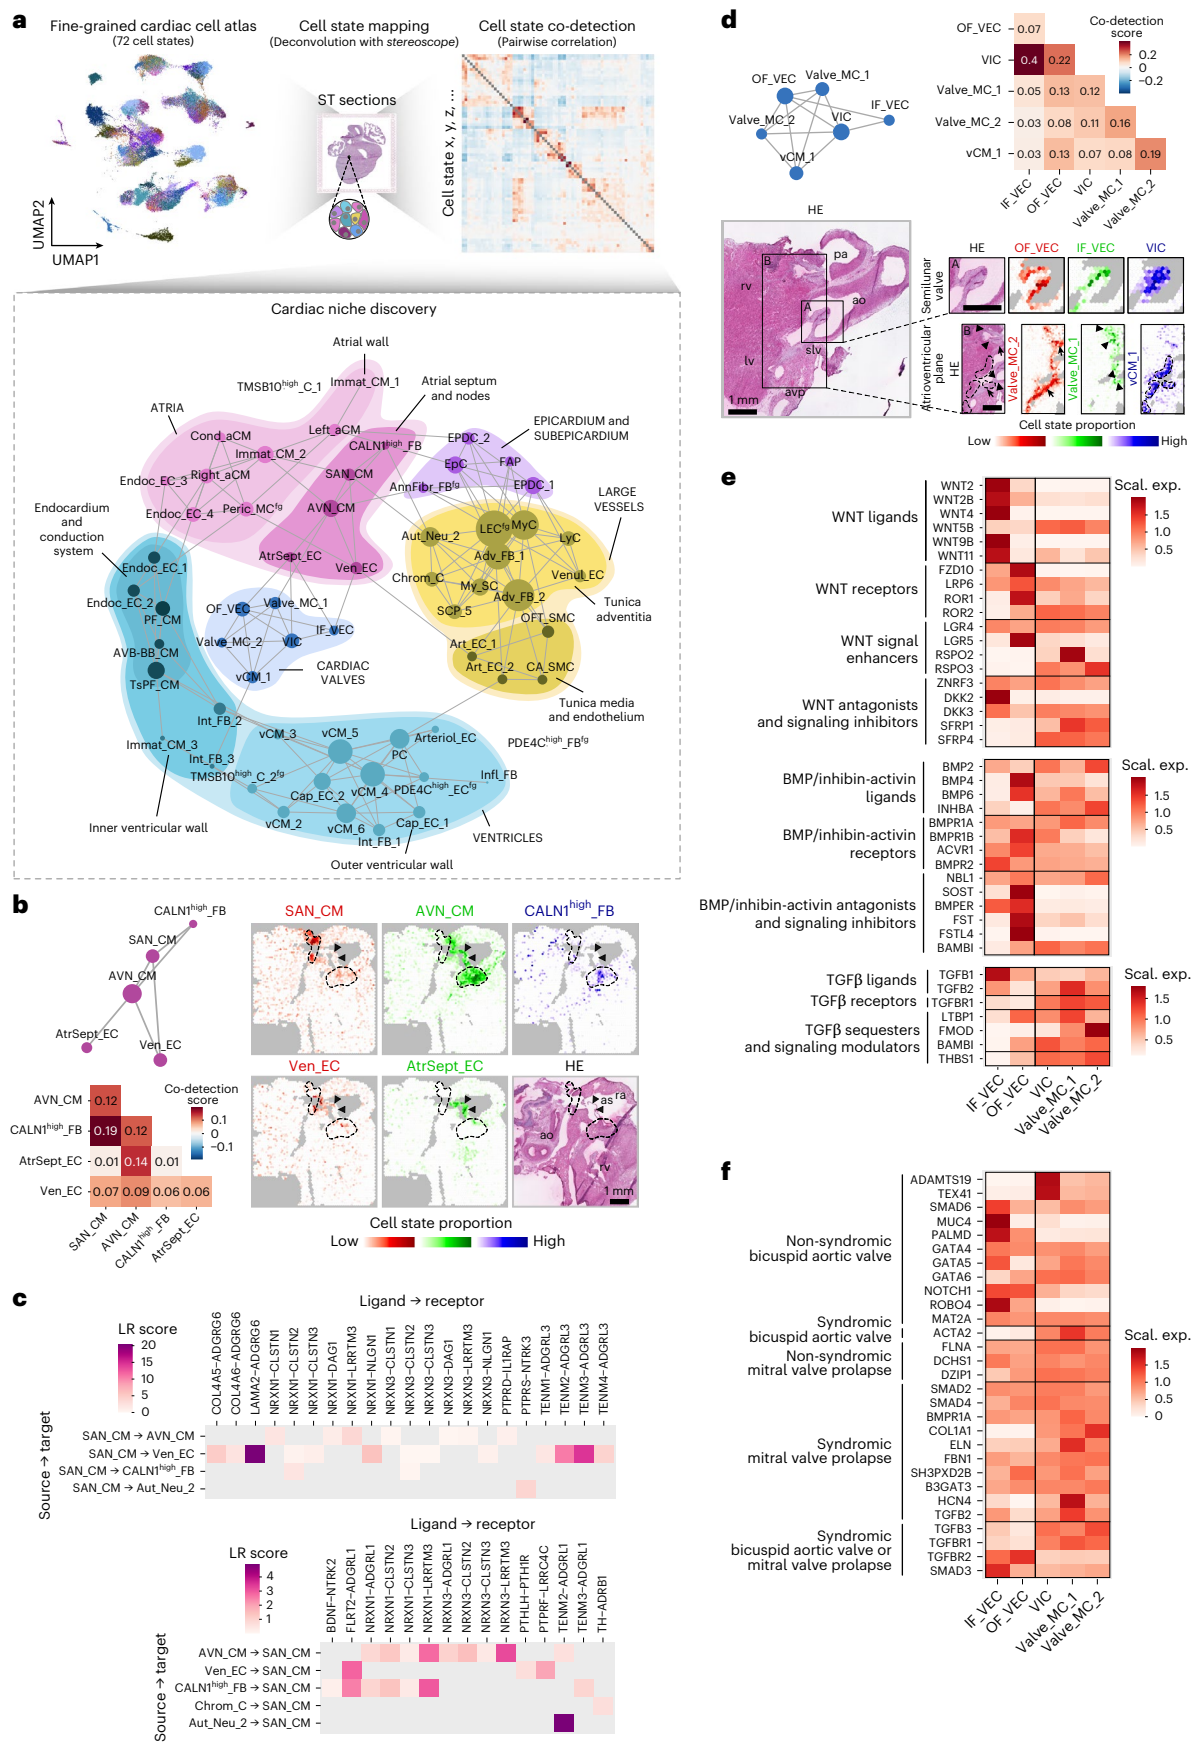 a
Fine-grained cardiac cell atlas
(72 cell states)
UMAP2
UMAP1
Cell state mapping
(Deconvolution with stereoscope)
ST sections
Cell state co-detection
(Pairwise correlation)
Cell state x, y, z, ...
Cardiac niche discovery
Atrial wall
TMSB10high_C_1
Immat_CM_1
Atrial septum
and nodes
ATRIA
Left_aCM
Cond_aCM
CALN1high_FB
Immat_CM_2
EPDC_2
EPICARDIUM and
SUBEPICARDIUM
EpC
FAP
Endoc_EC_3
Right_aCM
SAN_CM
AnnFibr_FBfg
EPDC_1
Endoc_EC_4
Peric_MCfg
AVN_CM
LARGE
VESSELS
Endocardium
and
conduction
system
LECfg
MyC
Aut_Neu_2
LyC
Adv_FB_1
AtrSept_EC
Ven_EC
Endoc_EC_1
Chrom_C
My_SC
Venul_EC
Adv_FB_2
Endoc_EC_2
PF_CM
OF_VEC
Valve_MC_1
SCP_5
OFT_SMC
Tunica
adventitia
IF_VEC
Valve_MC_2
VIC
AVB-BB_CM
Art_EC_1
TsPF_CM
vCM_1
CARDIAC
VALVES
Art_EC_2
CA_SMC
Tunica media
and endothelium
Int_FB_2
vCM_3
vCM_5
Arteriol_EC
PC
PDE4Chigh_FBfg
Immat_CM_3
Int_FB_3
TMSB10high_C_2fg
Infl_FB
Cap_EC_2
vCM_4
PDE4Chigh_ECfg
vCM_2
vCM_6
Cap_EC_1
Int_FB_1
VENTRICLES
Inner ventricular wall
Outer ventricular wall
b
CALN1high_FB
SAN_CM
AVN_CM
AtrSept_EC
Ven_EC
Co-detection
score
0.1
0
−0.1
AVN_CM
0.12
CALN1high_FB
0.19 0.12
AtrSept_EC
0.01 0.14 0.01
Ven_EC
0.07 0.09 0.06 0.06
SAN_CM
AVN_CM
CALN1high_FB
AtrSept_EC
SAN_CM
AVN_CM
CALN1high_FB
Ven_EC
AtrSept_EC
HE
as ra
ao
rv
1 mm
Cell state proportion
Low
High
c
Ligand → receptor
LR score
20
15
10
5
0
COL4A5–ADGRG6
COL4A6–ADGRG6
LAMA2–ADGRG6
NRXN1–CLSTN1
NRXN1–CLSTN2
NRXN1–CLSTN3
NRXN1–DAG1
NRXN1–LRRTM3
NRXN1–NLGN1
NRXN3–CLSTN1
NRXN3–CLSTN2
NRXN3–CLSTN3
NRXN3–DAG1
NRXN3–LRRTM3
NRXN3–NLGN1
PTPRD–IL1RAP
PTPRS–NTRK3
TENM1–ADGRL3
TENM2–ADGRL3
TENM3–ADGRL3
TENM4–ADGRL3
Source → target
SAN_CM → AVN_CM
SAN_CM → Ven_EC
SAN_CM → CALN1high_FB
SAN_CM → Aut_Neu_2
Ligand → receptor
LR score
4
3
2
1
BDNF–NTRK2
FLRT2–ADGRL1
NRXN1–ADGRL1
NRXN1–CLSTN2
NRXN1–CLSTN3
NRXN1–LRRTM3
NRXN3–ADGRL1
NRXN3–CLSTN2
NRXN3–CLSTN3
NRXN3–LRRTM3
PTHLH–PTH1R
PTPRF–LRRC4C
TENM2–ADGRL1
TENM3–ADGRL1
TH–ADRB1
Source → target
AVN_CM → SAN_CM
Ven_EC → SAN_CM
CALN1high_FB → SAN_CM
Chrom_C → SAN_CM
Aut_Neu_2 → SAN_CM
d
OF_VEC
Valve_MC_1
IF_VEC
Valve_MC_2
VIC
vCM_1
Co-detection
score
0.2
0
−0.2
OF_VEC
0.07
VIC
0.4 0.22
Valve_MC_1
0.05 0.13 0.12
Valve_MC_2
0.03 0.08 0.11 0.16
vCM_1
0.03 0.13 0.07 0.08 0.19
IF_VEC
OF_VEC
VIC
Valve_MC_1
Valve_MC_2
HE
B
pa
rv
ao
A
slv
lv
avp
1 mm
Semilunar
valve
HE
OF_VEC
IF_VEC
VIC
A
Atrioventricular
plane
HE
B
Valve_MC_2
Valve_MC_1
vCM_1
Cell state proportion
Low
High
e
Scal. exp.
1.5
1.0
0.5
WNT ligands
WNT2
WNT2B
WNT4
WNT5B
WNT9B
WNT11
WNT receptors
FZD10
LRP6
ROR1
ROR2
WNT signal
enhancers
LGR4
LGR5
RSPO2
RSPO3
WNT antagonists
and signaling inhibitors
ZNRF3
DKK2
DKK3
SFRP1
SFRP4
Scal. exp.
1.5
1.0
0.5
BMP/inhibin-activin
ligands
BMP2
BMP4
BMP6
INHBA
BMP/inhibin-activin
receptors
BMPR1A
BMPR1B
ACVR1
BMPR2
BMP/inhibin-activin antagonists
and signaling inhibitors
NBL1
SOST
BMPER
FST
FSTL4
BAMBI
Scal. exp.
1.5
1.0
0.5
TGFβ ligands
TGFB1
TGFB2
TGFβ receptors
TGFBR1
TGFβ sequesters
and signaling modulators
LTBP1
FMOD
BAMBI
THBS1
IF_VEC
OF_VEC
VIC
Valve_MC_1
Valve_MC_2
f
Non-syndromic
bicuspid aortic valve
ADAMTS19
TEX41
SMAD6
MUC4
PALMD
GATA4
GATA5
GATA6
NOTCH1
ROBO4
MAT2A
Syndromic
bicuspid aortic valve
ACTA2
Non-syndromic
mitral valve prolapse
FLNA
DCHS1
DZIP1
Syndromic
mitral valve prolapse
SMAD2
SMAD4
BMPR1A
COL1A1
ELN
FBN1
SH3PXD2B
B3GAT3
HCN4
TGFB2
Syndromic
bicuspid aortic valve or
mitral valve prolapse
TGFB3
TGFBR1
TGFBR2
SMAD3
Scal. exp.
1.5
1.0
0
IF_VEC
OF_VEC
VIC
Valve_MC_1
Valve_MC_2